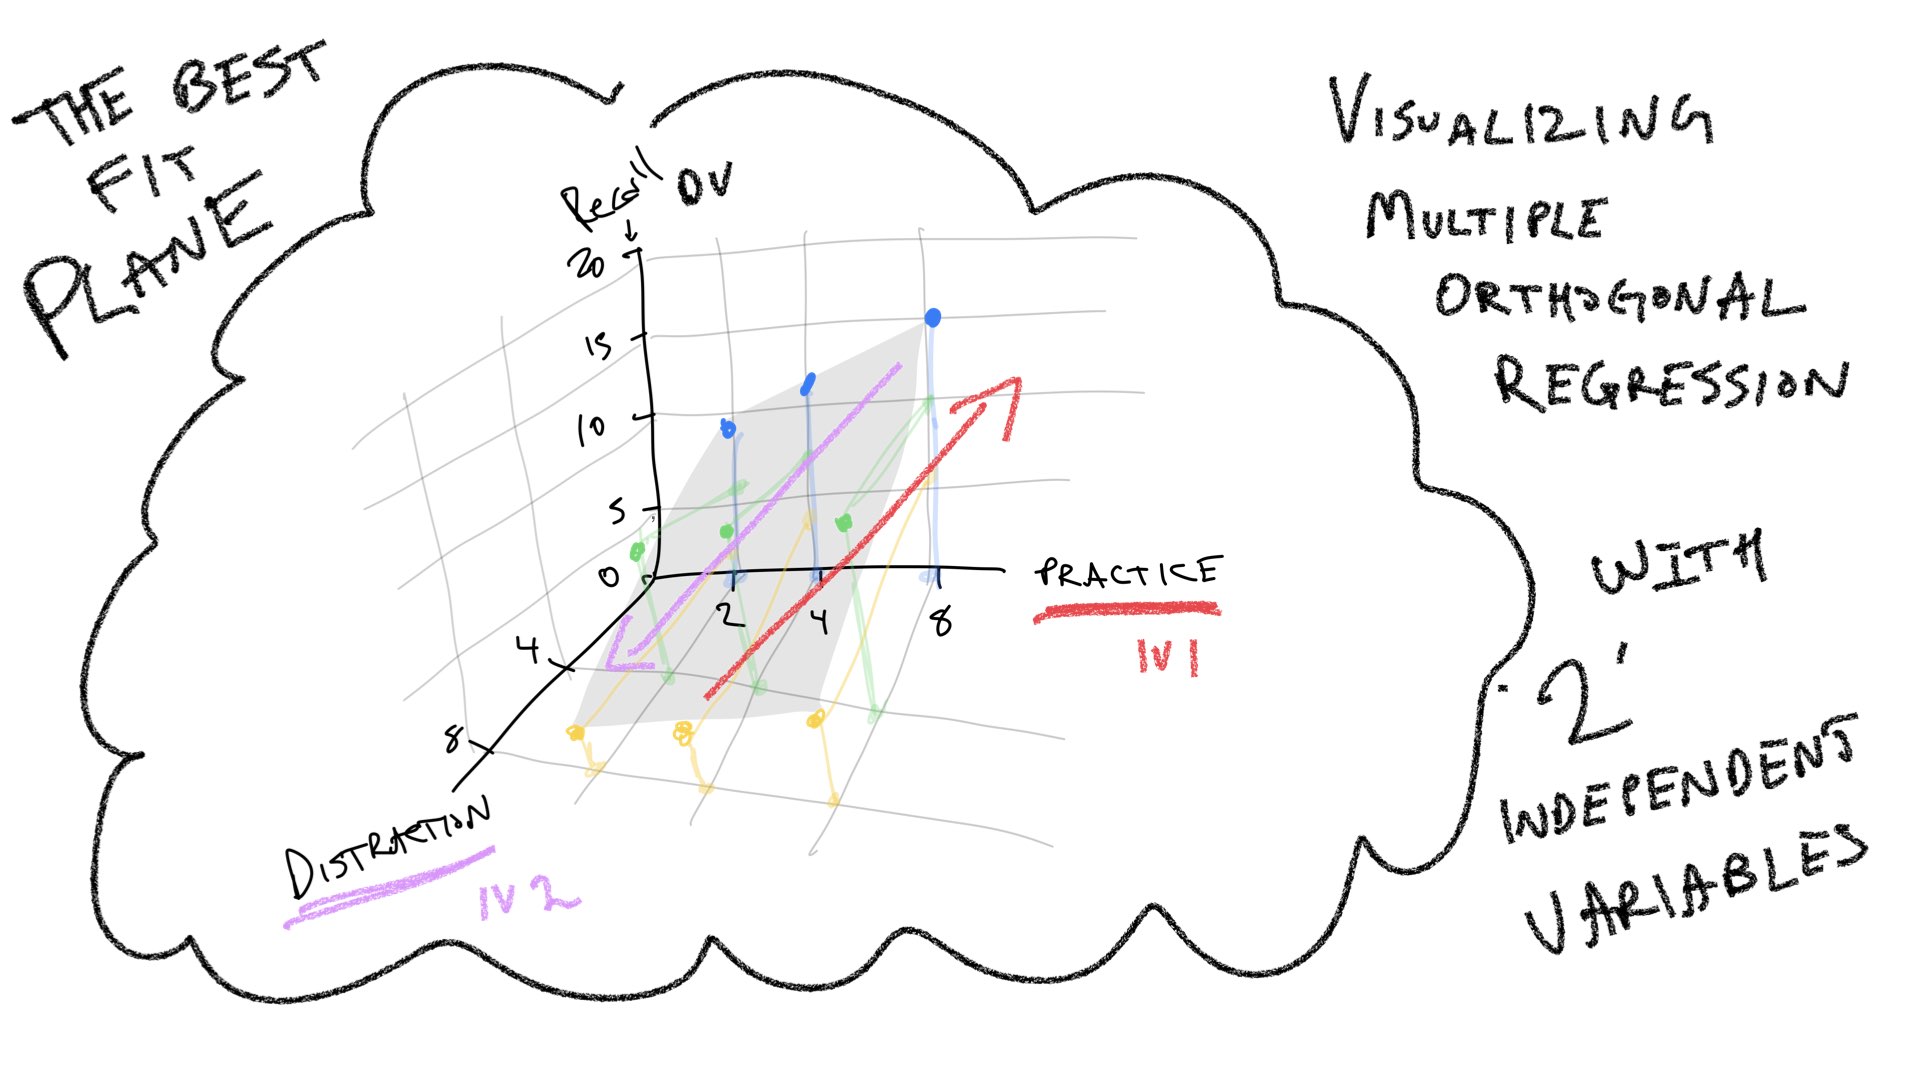 THE BEST
FIT
PLANE
VISUALIZING
MULTIPLE
ORTHOGONAL
REGRESSION
WITH
2
INDEPENDENT
VARIABLES
Recall DV
20
15
10
5
0
2
4
8
PRACTICE
IV 1
4
8
DISTRACTION
IV 2